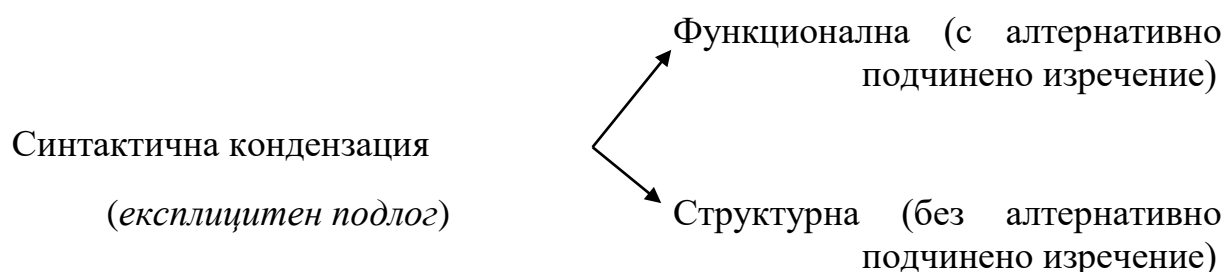 Функционална (с алтернативно
подчинено изречение)
Синтактична кондензация
(експлицитен подлог)
Структурна (без алтернативно
подчинено изречение)